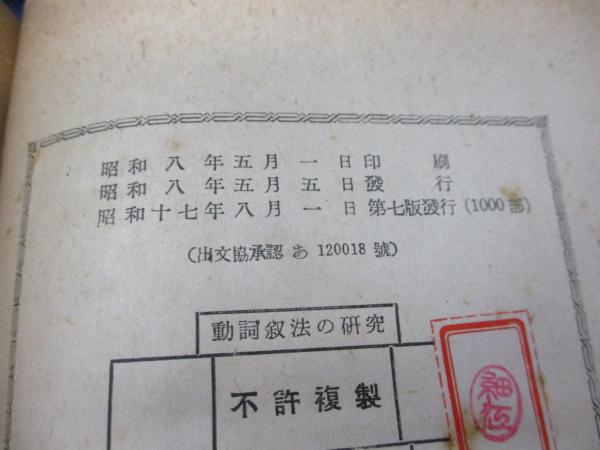 昭和八年五月一日印刷
昭和八年五月五日發行
昭和十七年八月一日第七版發行(1000部)
(出文協承認 あ 120018 號)
動詞叙法の研究
不許複製
細江